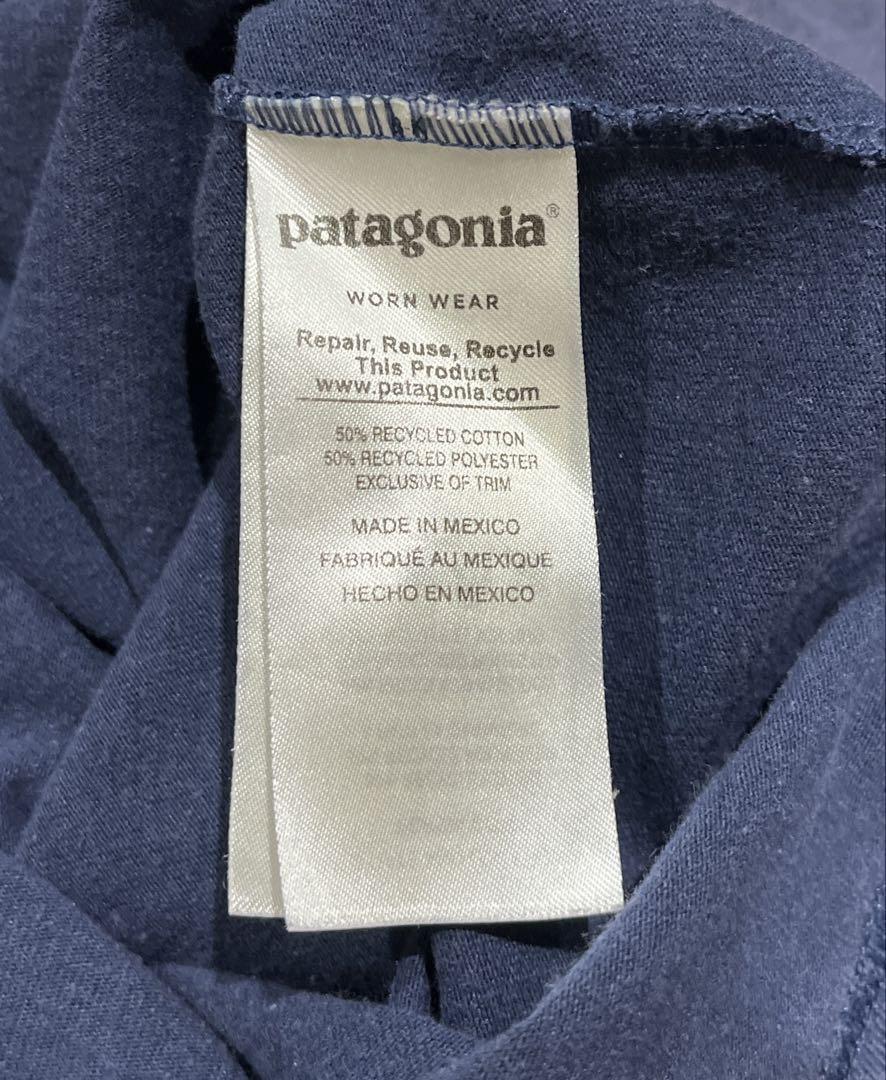 patagonia®
WORN WEAR
Repair, Reuse, Recycle
This Product
www.patagonia.com
50% RECYCLED COTTON
50% RECYCLED POLYESTER
EXCLUSIVE OF TRIM
MADE IN MEXICO
FABRIQUÉ AU MEXIQUE
HECHO EN MEXICO